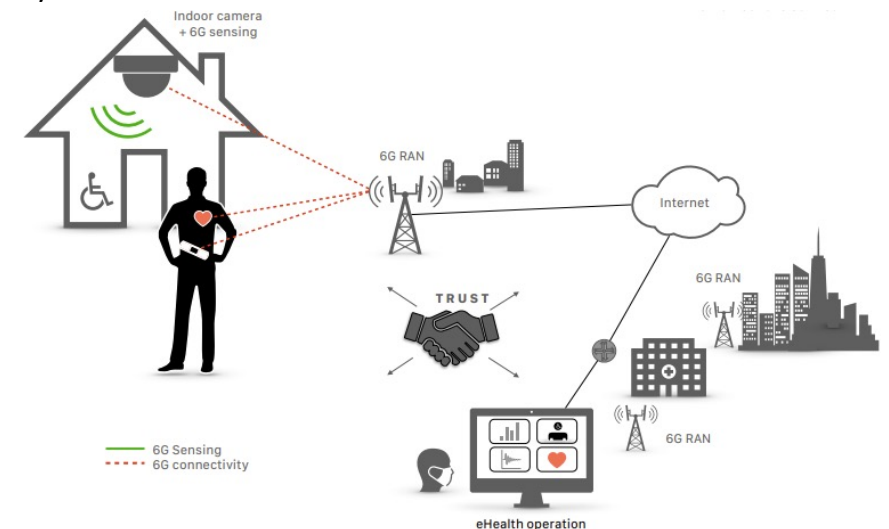 Indoor camera
+ 6G sensing
6G RAN
Internet
6G RAN
TRUST
6G RAN
6G Sensing
6G connectivity
eHealth operation